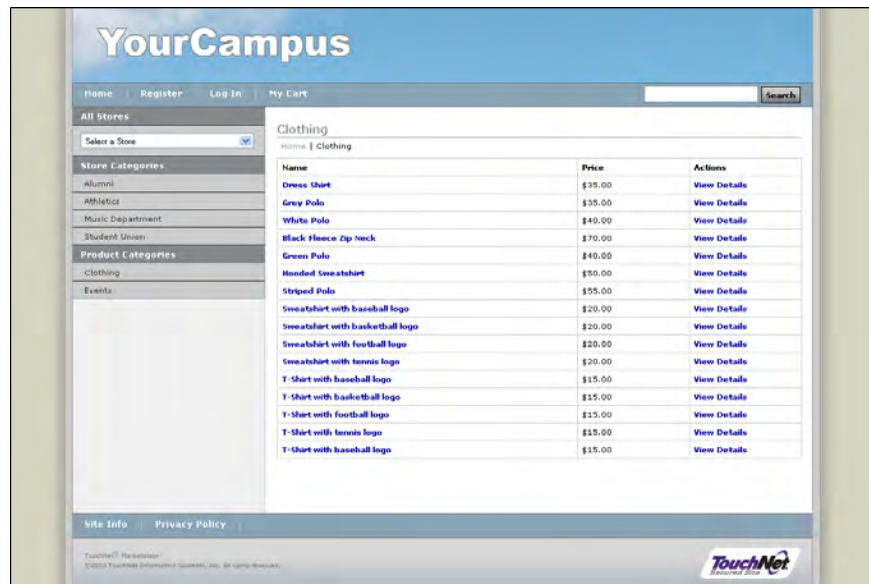 YourCampus
Home Register Log In My Cart Search
All Stores
Select a Store
Store Categories
Alumni
Athletics
Music Department
Student Union
Product Categories
Clothing
Events
Clothing
Home | Clothing
Name Price Actions
Dress Shirt $35.00 View Details
Grey Polo $35.00 View Details
White Polo $40.00 View Details
Black Fleece Zip Neck $70.00 View Details
Green Polo $40.00 View Details
Hooded Sweatshirt $50.00 View Details
Striped Polo $55.00 View Details
Sweatshirt with baseball logo $20.00 View Details
Sweatshirt with basketball logo $20.00 View Details
Sweatshirt with football logo $20.00 View Details
Sweatshirt with tennis logo $20.00 View Details
T-Shirt with baseball logo $15.00 View Details
T-Shirt with basketball logo $15.00 View Details
T-Shirt with football logo $15.00 View Details
T-Shirt with tennis logo $15.00 View Details
T-Shirt with baseball logo $15.00 View Details
Site Info Privacy Policy
TouchNet
TouchNet
Secured Site